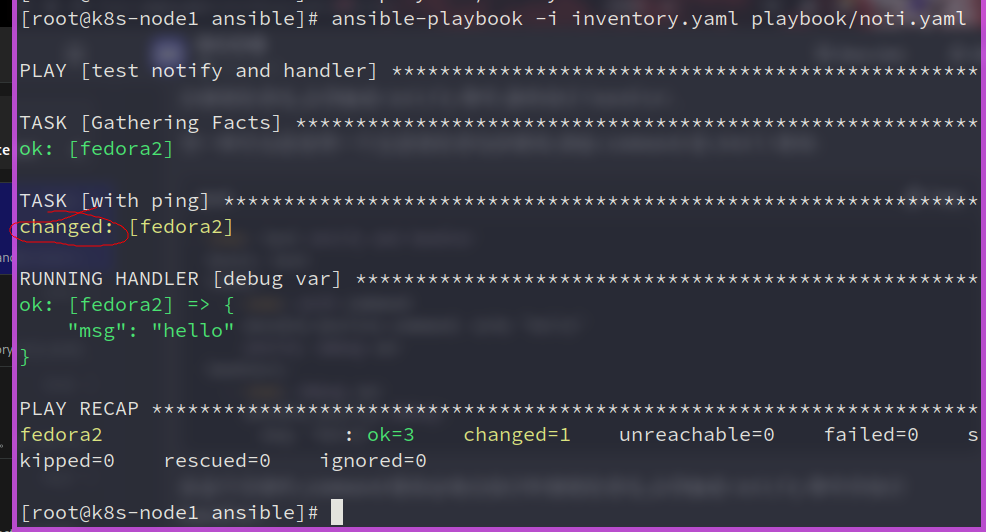 [root@k8s-node1 ansible]# ansible-playbook -i inventory.yaml playbook/noti.yaml
PLAY [test notify and handler] *************************************************
TASK [Gathering Facts] *********************************************************
ok: [fedora2]
TASK [with ping] ***************************************************************
changed: [fedora2]
RUNNING HANDLER [debug var] ****************************************************
ok: [fedora2] => {
    "msg": "hello"
}
PLAY RECAP *********************************************************************
fedora2                    : ok=3    changed=1    unreachable=0    failed=0    s
kipped=0    rescued=0    ignored=0
[root@k8s-node1 ansible]#